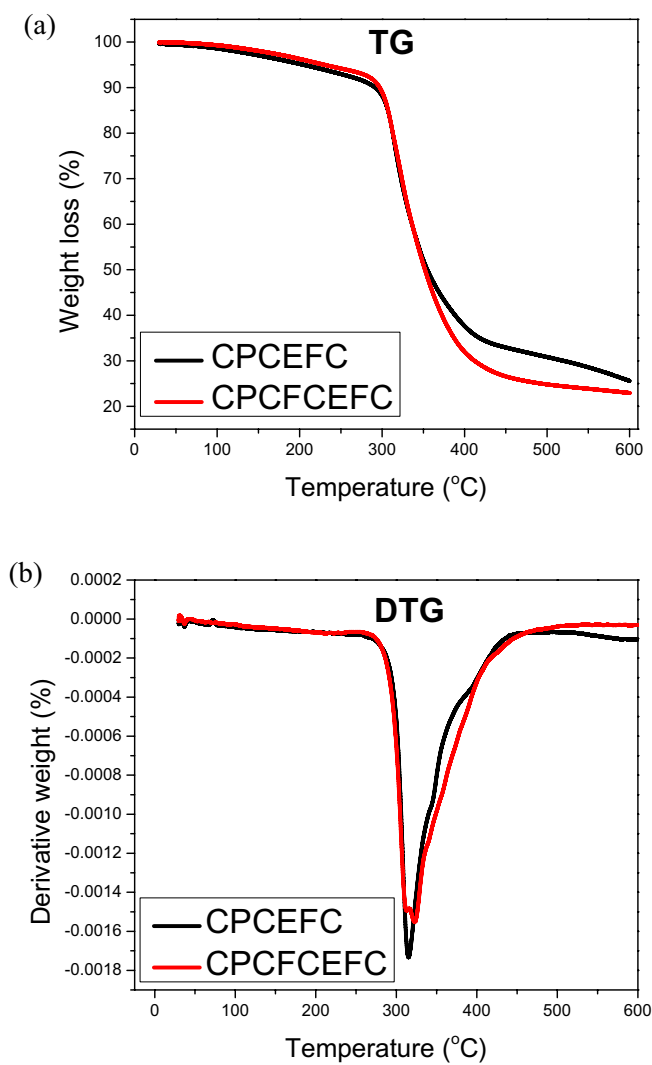 (a)
TG
100
90
80
70
60
50
40
30
20
Weight loss (%)
CPCEFC
CPCFCEFC
0 100 200 300 400 500 600
Temperature (°C)
(b)
DTG
0.0002
0.0000
-0.0002
-0.0004
-0.0006
-0.0008
-0.0010
-0.0012
-0.0014
-0.0016
-0.0018
Derivative weight (%)
CPCEFC
CPCFCEFC
0 100 200 300 400 500 600
Temperature (°C)